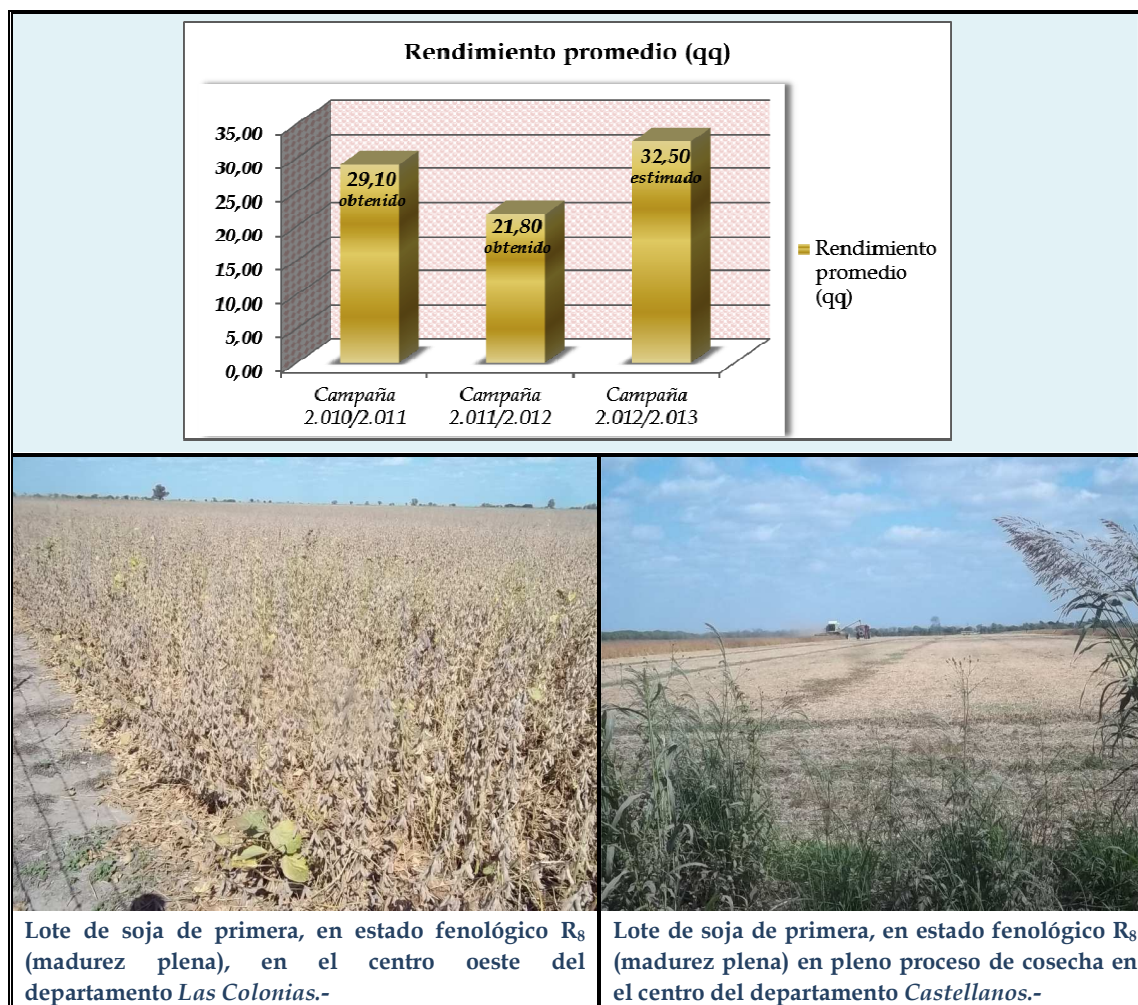 Rendimiento promedio (qq)
35,00
30,00
25,00
20,00
15,00
10,00
5,00
0,00
29,10
obtenido
21,80
obtenido
32,50
estimado
Campaña
2.010/2.011
Campaña
2.011/2.012
Campaña
2.012/2.013
Rendimiento
promedio
(qq)
Lote de soja de primera, en estado fenológico R₈
(madurez plena), en el centro oeste del
departamento Las Colonias.-
Lote de soja de primera, en estado fenológico R₈
(madurez plena) en pleno proceso de cosecha en
el centro del departamento Castellanos.-